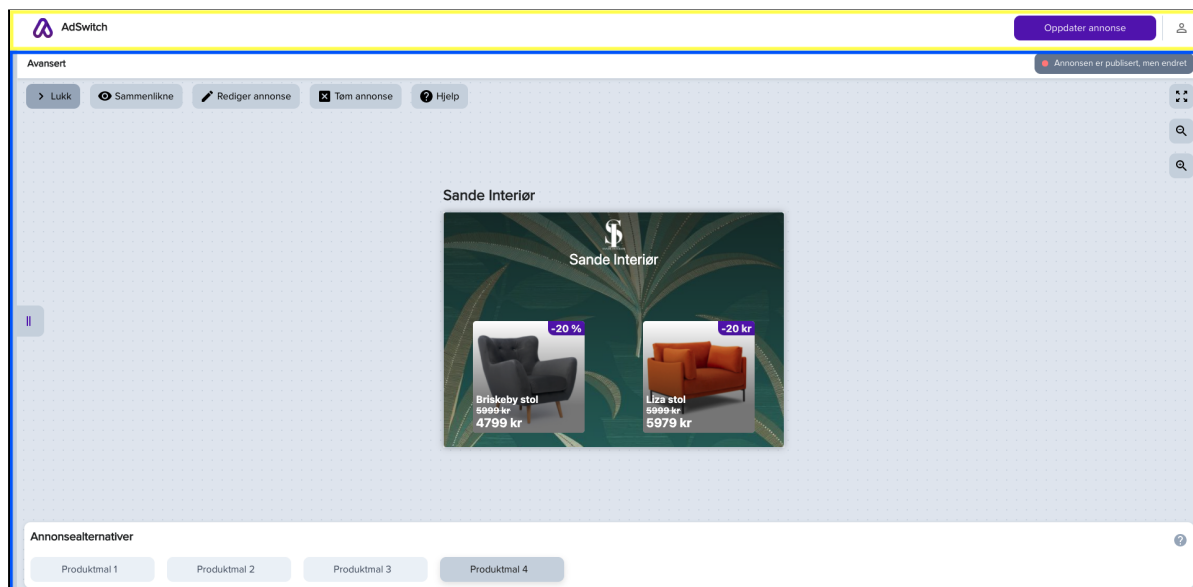 AdSwitch
Oppdater annonse
Avansert
Annonsen er publisert, men endret
Lukk
Sammenlikne
Rediger annonse
Tøm annonse
Hjelp
Sande Interiør
Sande Interiør
-20 %
Briskeby stol
5999 kr
4799 kr
-20 kr
Liza stol
5999 kr
5979 kr
Annonsealternativer
Produktmal 1
Produktmal 2
Produktmal 3
Produktmal 4